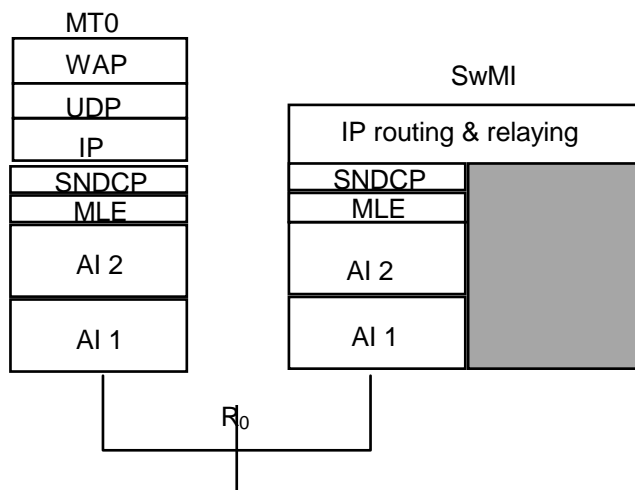 MT0
WAP
UDP
IP
SNDCP
MLE
AI 2
AI 1
SwMI
IP routing & relaying
SNDCP
MLE
AI 2
AI 1
R₀